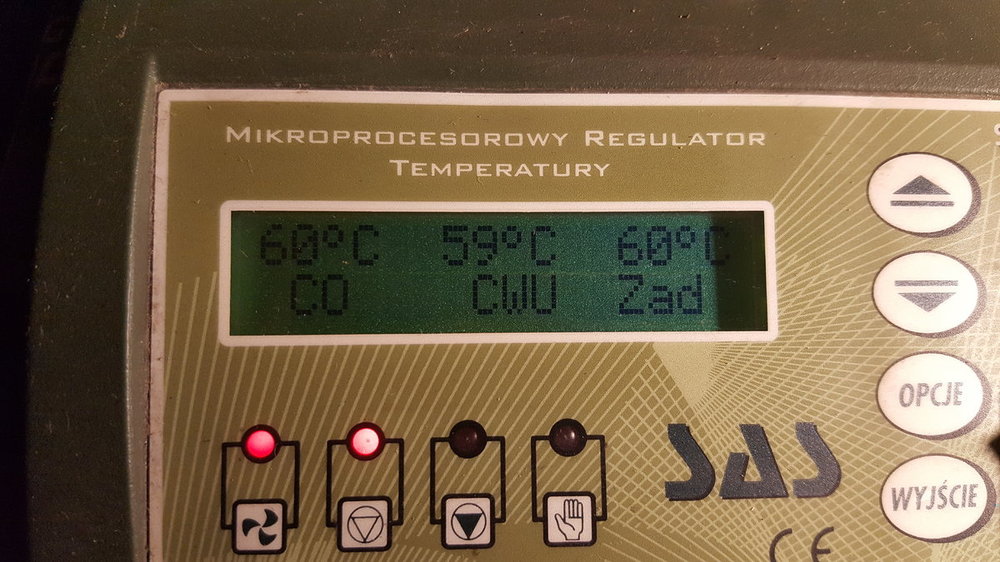 MIKROPROCESOROWY REGULATOR
TEMPERATURY
60°C 59°C 60°C
CO CWU Zad
OPCJE
WYJŚCIE
SAS
CE